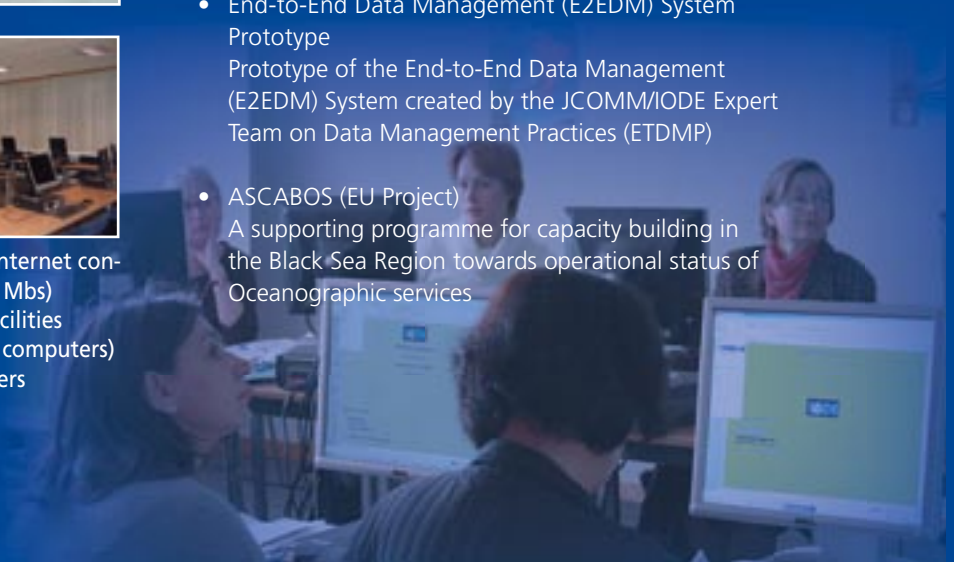 nternet con-
Mbs)
cilities
computers)
ers
• End-to-End Data Management (E2EDM) System
Prototype
Prototype of the End-to-End Data Management
(E2EDM) System created by the JCOMM/IODE Expert
Team on Data Management Practices (ETDMP)
• ASCABOS (EU Project)
A supporting programme for capacity building in
the Black Sea Region towards operational status of
Oceanographic services